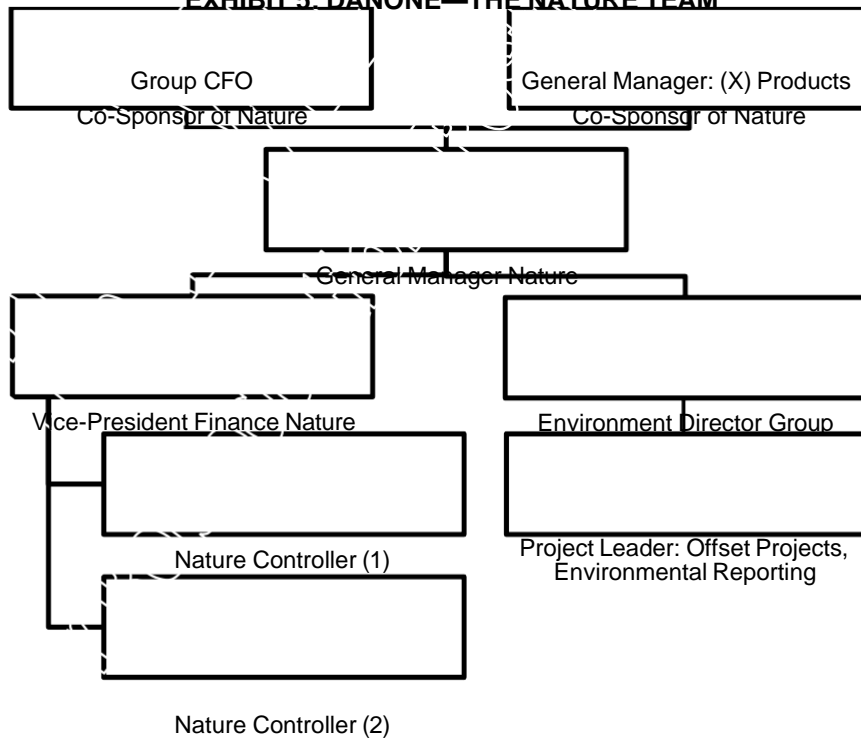 EXHIBIT 5: DANONE—THE NATURE TEAM
Group CFO
Co-Sponsor of Nature
General Manager: (X) Products
Co-Sponsor of Nature
General Manager Nature
Vice-President Finance Nature
Environment Director Group
Nature Controller (1)
Project Leader: Offset Projects,
Environmental Reporting
Nature Controller (2)